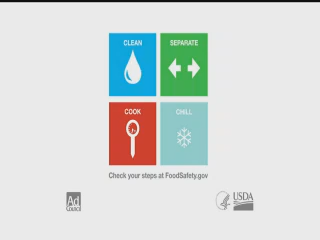 CLEAN
SEPARATE
COOK
CHILL
Check your steps at FoodSafety.gov
Ad
Council
USDA